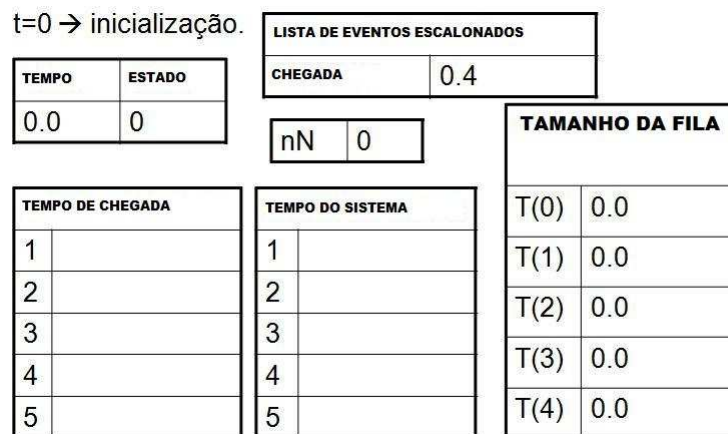 t=0 → inicialização.
LISTA DE EVENTOS ESCALONADOS
CHEGADA 0.4
TEMPO ESTADO
0.0 0
nN 0
TAMANHO DA FILA
T(0) 0.0
T(1) 0.0
T(2) 0.0
T(3) 0.0
T(4) 0.0
TEMPO DE CHEGADA
1
2
3
4
5
TEMPO DO SISTEMA
1
2
3
4
5